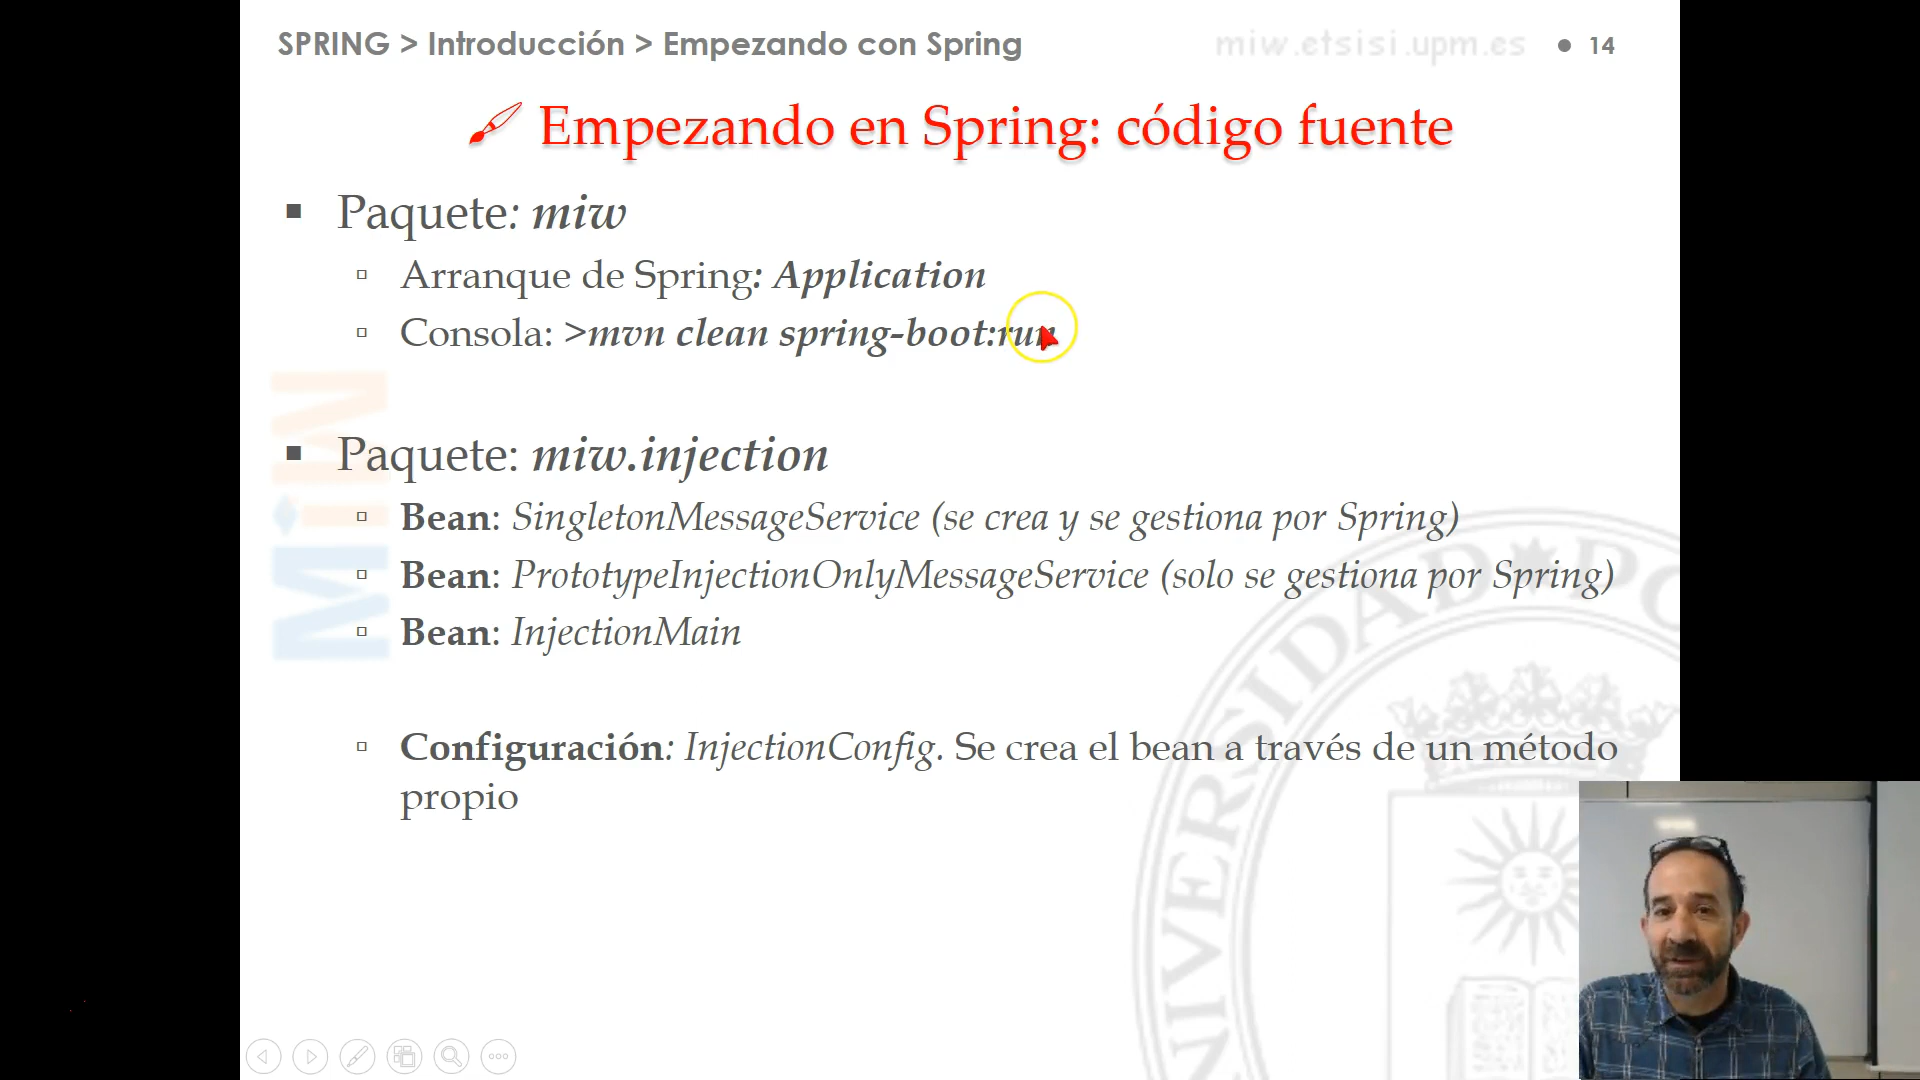 SPRING > Introducción > Empezando con Spring
miw.etsisi.upm.es ● 14
Empezando en Spring: código fuente
▪ Paquete: miw
▫ Arranque de Spring: Application
▫ Consola: >mvn clean spring-boot:run
▪ Paquete: miw.injection
▫ Bean: SingletonMessageService (se crea y se gestiona por Spring)
▫ Bean: PrototypeInjectionOnlyMessageService (solo se gestiona por Spring)
▫ Bean: InjectionMain
▫ Configuración: InjectionConfig. Se crea el bean a través de un método
propio
MiW
NIVERSIDAD PO